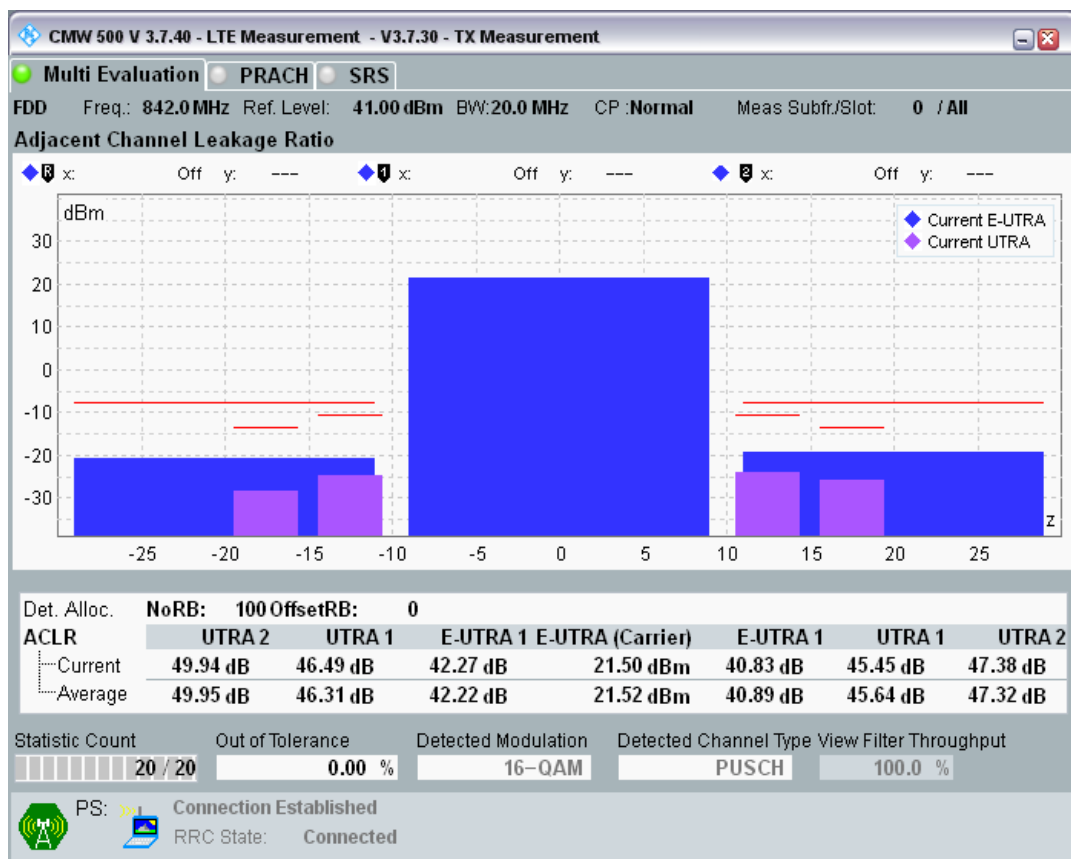 CMW 500 V 3.7.40 - LTE Measurement - V3.7.30 - TX Measurement
Multi Evaluation PRACH SRS
FDD Freq.: 842.0 MHz Ref. Level: 41.00 dBm BW:20.0 MHz CP :Normal Meas Subfr./Slot: 0 / All
Adjacent Channel Leakage Ratio
R x: Off y: --- 1 x: Off y: --- 2 x: Off y: ---
dBm
Current E-UTRA
Current UTRA
30
20
10
0
-10
-20
-30
z
-25 -20 -15 -10 -5 0 5 10 15 20 25
Det. Alloc. NoRB: 100 OffsetRB: 0
ACLR UTRA 2 UTRA 1 E-UTRA 1 E-UTRA (Carrier) E-UTRA 1 UTRA 1 UTRA 2
Current 49.94 dB 46.49 dB 42.27 dB 21.50 dBm 40.83 dB 45.45 dB 47.38 dB
Average 49.95 dB 46.31 dB 42.22 dB 21.52 dBm 40.89 dB 45.64 dB 47.32 dB
Statistic Count Out of Tolerance Detected Modulation Detected Channel Type View Filter Throughput
20 / 20 0.00 % 16-QAM PUSCH 100.0 %
PS: Connection Established
RRC State: Connected